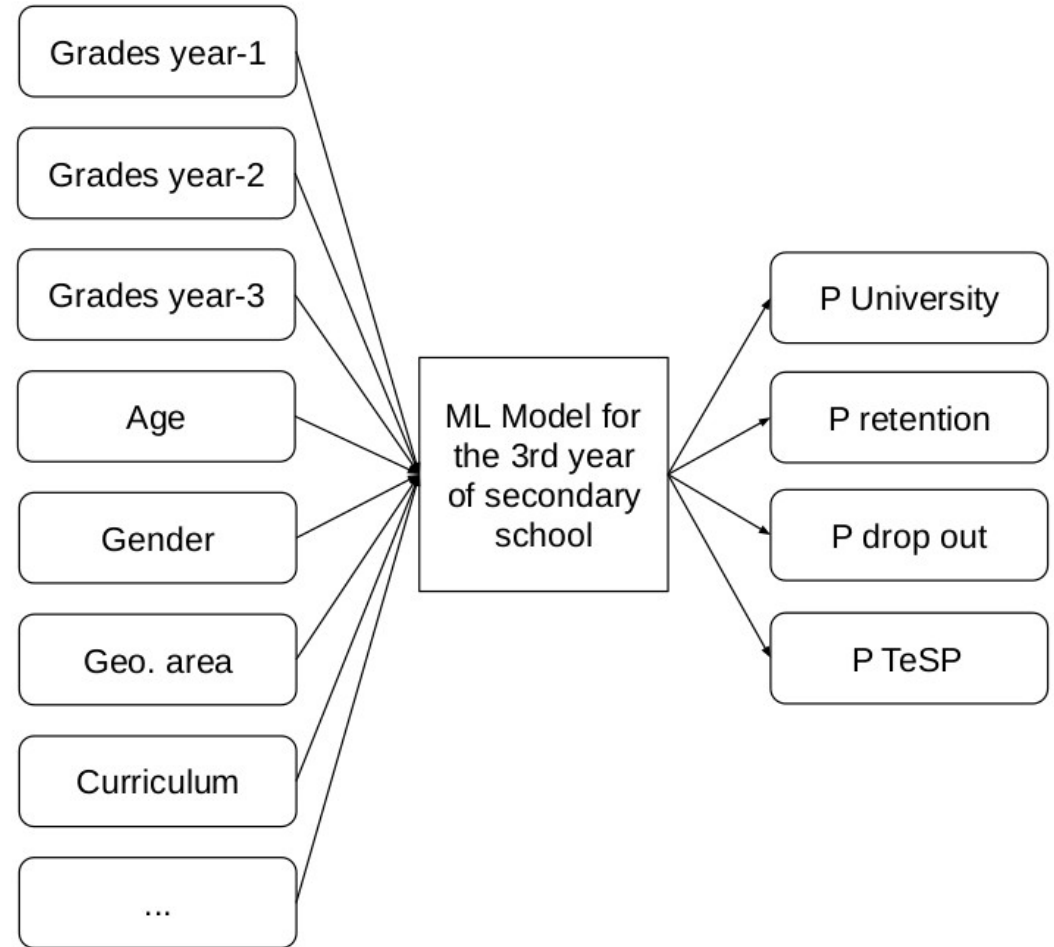 Grades year-1
Grades year-2
Grades year-3
Age
Gender
Geo. area
Curriculum
...
ML Model for
the 3rd year
of secondary
school
P University
P retention
P drop out
P TeSP